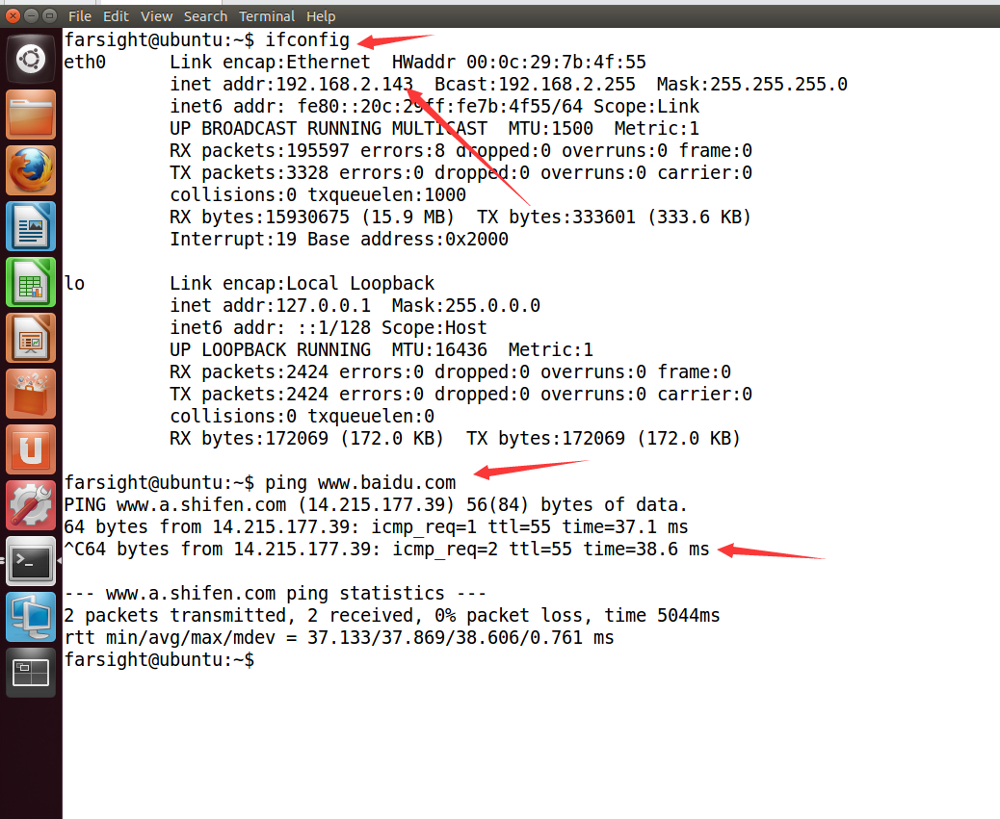 File Edit View Search Terminal Help
farsight@ubuntu:~$ ifconfig
eth0      Link encap:Ethernet  HWaddr 00:0c:29:7b:4f:55
          inet addr:192.168.2.143  Bcast:192.168.2.255  Mask:255.255.255.0
          inet6 addr: fe80::20c:29ff:fe7b:4f55/64 Scope:Link
          UP BROADCAST RUNNING MULTICAST  MTU:1500  Metric:1
          RX packets:195597 errors:8 dropped:0 overruns:0 frame:0
          TX packets:3328 errors:0 dropped:0 overruns:0 carrier:0
          collisions:0 txqueuelen:1000
          RX bytes:15930675 (15.9 MB)  TX bytes:333601 (333.6 KB)
          Interrupt:19 Base address:0x2000
lo        Link encap:Local Loopback
          inet addr:127.0.0.1  Mask:255.0.0.0
          inet6 addr: ::1/128 Scope:Host
          UP LOOPBACK RUNNING  MTU:16436  Metric:1
          RX packets:2424 errors:0 dropped:0 overruns:0 frame:0
          TX packets:2424 errors:0 dropped:0 overruns:0 carrier:0
          collisions:0 txqueuelen:0
          RX bytes:172069 (172.0 KB)  TX bytes:172069 (172.0 KB)
farsight@ubuntu:~$ ping www.baidu.com
PING www.a.shifen.com (14.215.177.39) 56(84) bytes of data.
64 bytes from 14.215.177.39: icmp_req=1 ttl=55 time=37.1 ms
^C64 bytes from 14.215.177.39: icmp_req=2 ttl=55 time=38.6 ms
--- www.a.shifen.com ping statistics ---
2 packets transmitted, 2 received, 0% packet loss, time 5044ms
rtt min/avg/max/mdev = 37.133/37.869/38.606/0.761 ms
farsight@ubuntu:~$